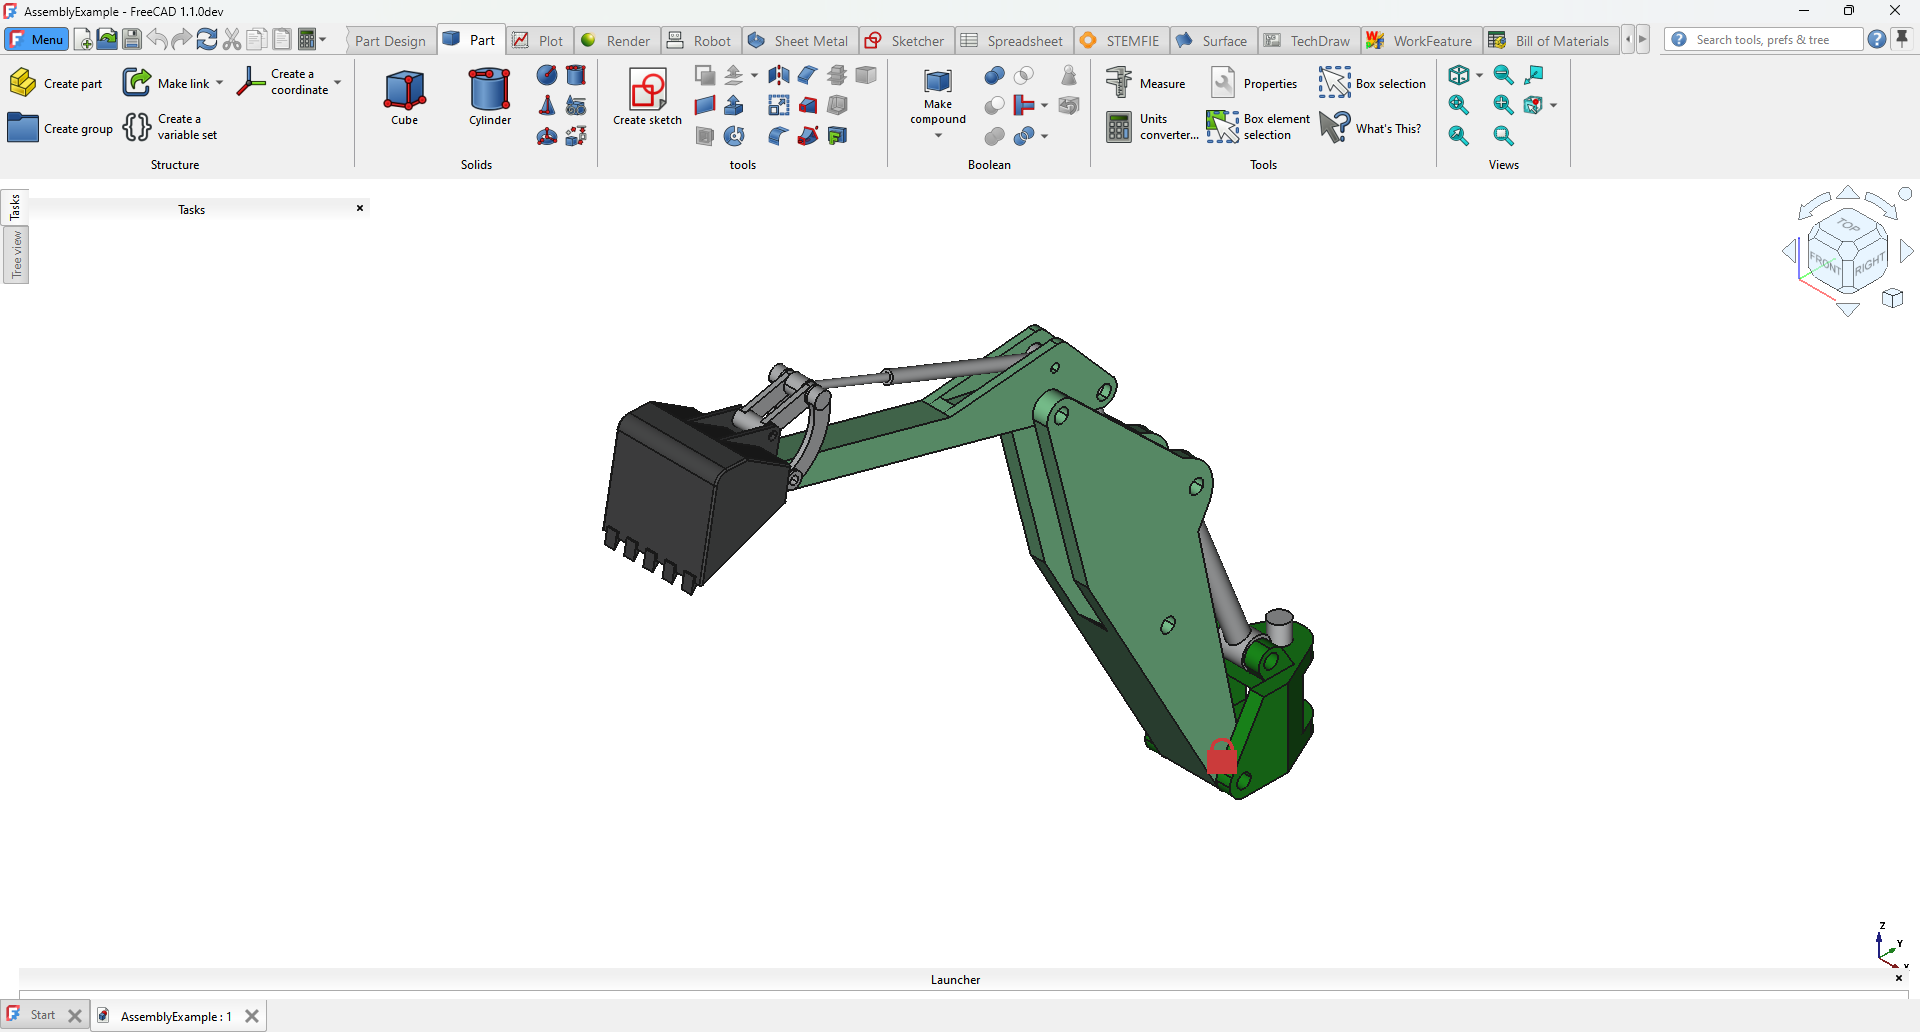 AssemblyExample - FreeCAD 1.1.0dev
Menu
Part Design
Part
Plot
Render
Robot
Sheet Metal
Sketcher
Spreadsheet
STEMFIE
Surface
TechDraw
WorkFeature
Bill of Materials
Search tools, prefs & tree
Create part
Make link
Create a
coordinate
Create group
Create a
variable set
Structure
Cube
Cylinder
Solids
Create sketch
tools
Make
compound
Boolean
Measure
Properties
Box selection
Units
converter...
Box element
selection
What's This?
Tools
Views
Tasks
Tree view
Tasks
TOP
FRONT
RIGHT
Z
Y
Launcher
Start
AssemblyExample : 1